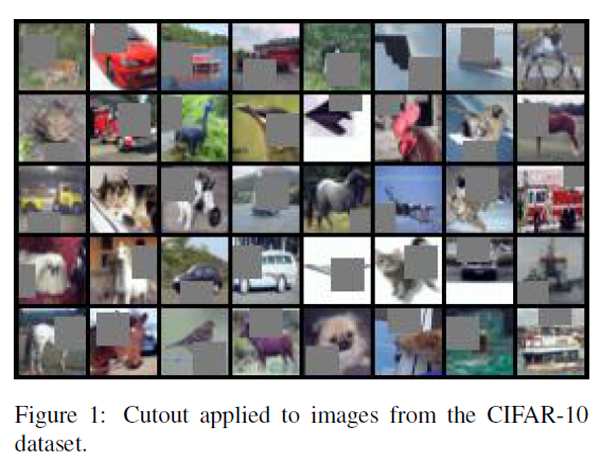 Figure 1: Cutout applied to images from the CIFAR-10
dataset.